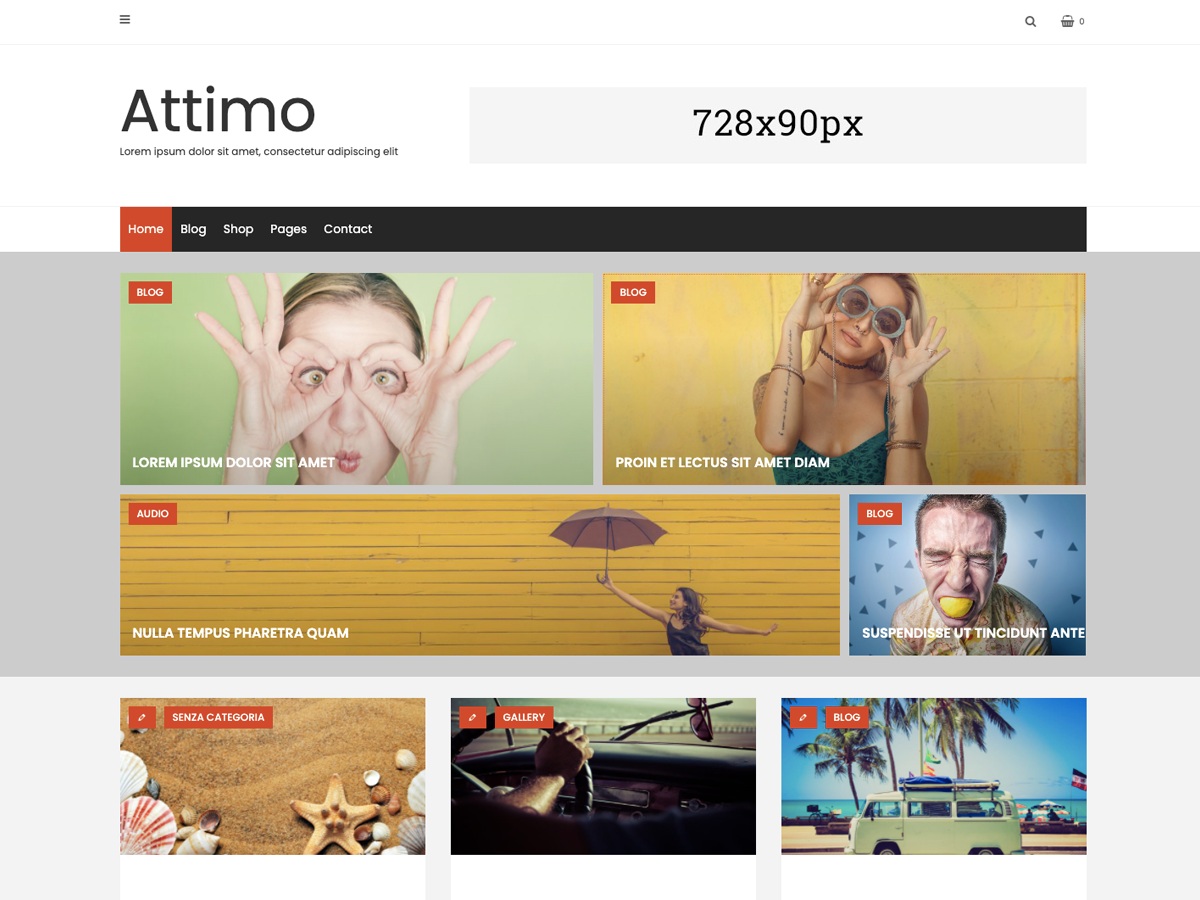 0
Attimo
Lorem ipsum dolor sit amet, consectetur adipiscing elit
728x90px
Home Blog Shop Pages Contact
BLOG
LOREM IPSUM DOLOR SIT AMET
BLOG
PROIN ET LECTUS SIT AMET DIAM
AUDIO
NULLA TEMPUS PHARETRA QUAM
BLOG
SUSPENDISSE UT TINCIDUNT ANTE
SENZA CATEGORIA
GALLERY
BLOG